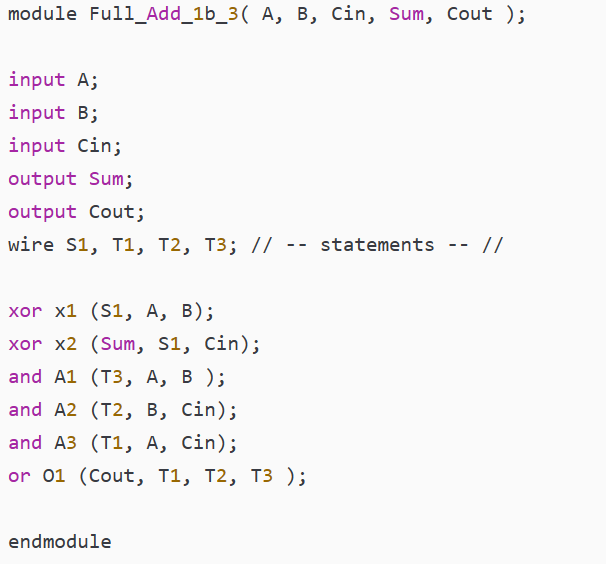 module Full_Add_1b_3( A, B, Cin, Sum, Cout );
input A;
input B;
input Cin;
output Sum;
output Cout;
wire S1, T1, T2, T3; // -- statements -- //
xor x1 (S1, A, B);
xor x2 (Sum, S1, Cin);
and A1 (T3, A, B );
and A2 (T2, B, Cin);
and A3 (T1, A, Cin);
or O1 (Cout, T1, T2, T3 );
endmodule